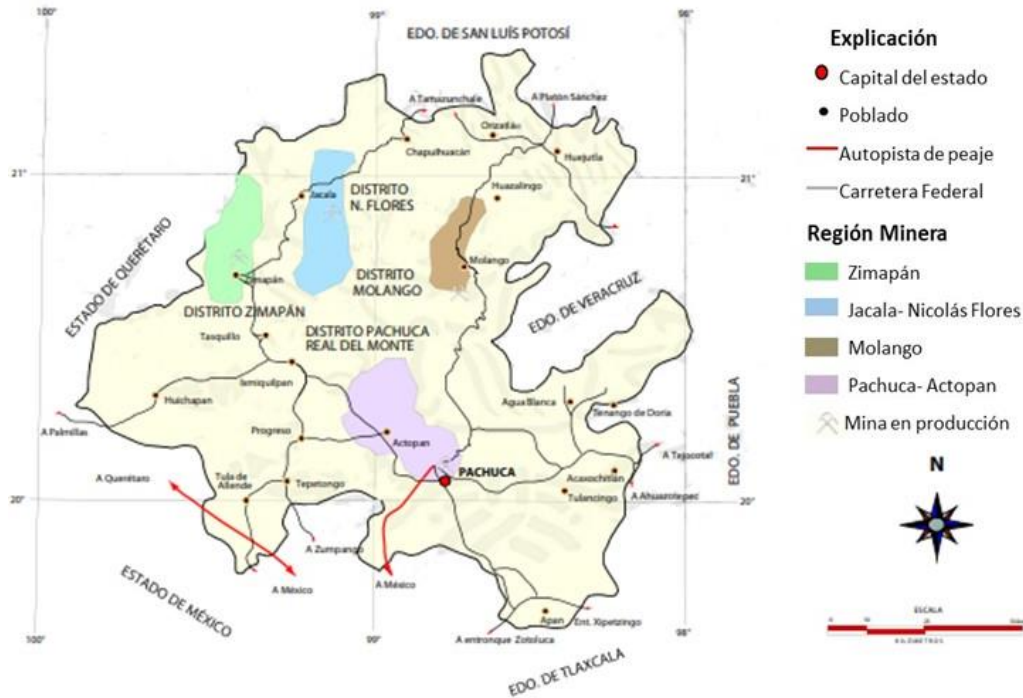 100°
99°
98°
EDO. DE SAN LUÍS POTOSÍ
A Tamazunchale
A Platón Sánchez
Orizatlán
Chapulhuacán
Huejutla
21°
21°
Huazalingo
Jacala
DISTRITO
N. FLORES
ESTADO DE QUERÉTARO
Molango
Zimapán
DISTRITO
MOLANGO
EDO. DE VERACRUZ
DISTRITO ZIMAPÁN
DISTRITO PACHUCA
REAL DEL MONTE
Tasquillo
Ixmiquilpan
EDO. DE PUEBLA
Huichapan
Agua Blanca
Tenango de Doria
A Palmillas
Progreso
Actopan
A Querétaro
PACHUCA
Acaxochitlán
Tulancingo
A Ahuazotepec
Tula de
Allende
Tepetongo
20°
20°
A Zumpango
A México
A México
ESTADO DE MÉXICO
Apan
Ent. Xipetzingo
A entronque Zotoluca
100°
99°
98°
EDO. DE TLAXCALA
Explicación
Capital del estado
Poblado
Autopista de peaje
Carretera Federal
Región Minera
Zimapán
Jacala- Nicolás Flores
Molango
Pachuca- Actopan
Mina en producción
N
ESCALA
KILOMETROS